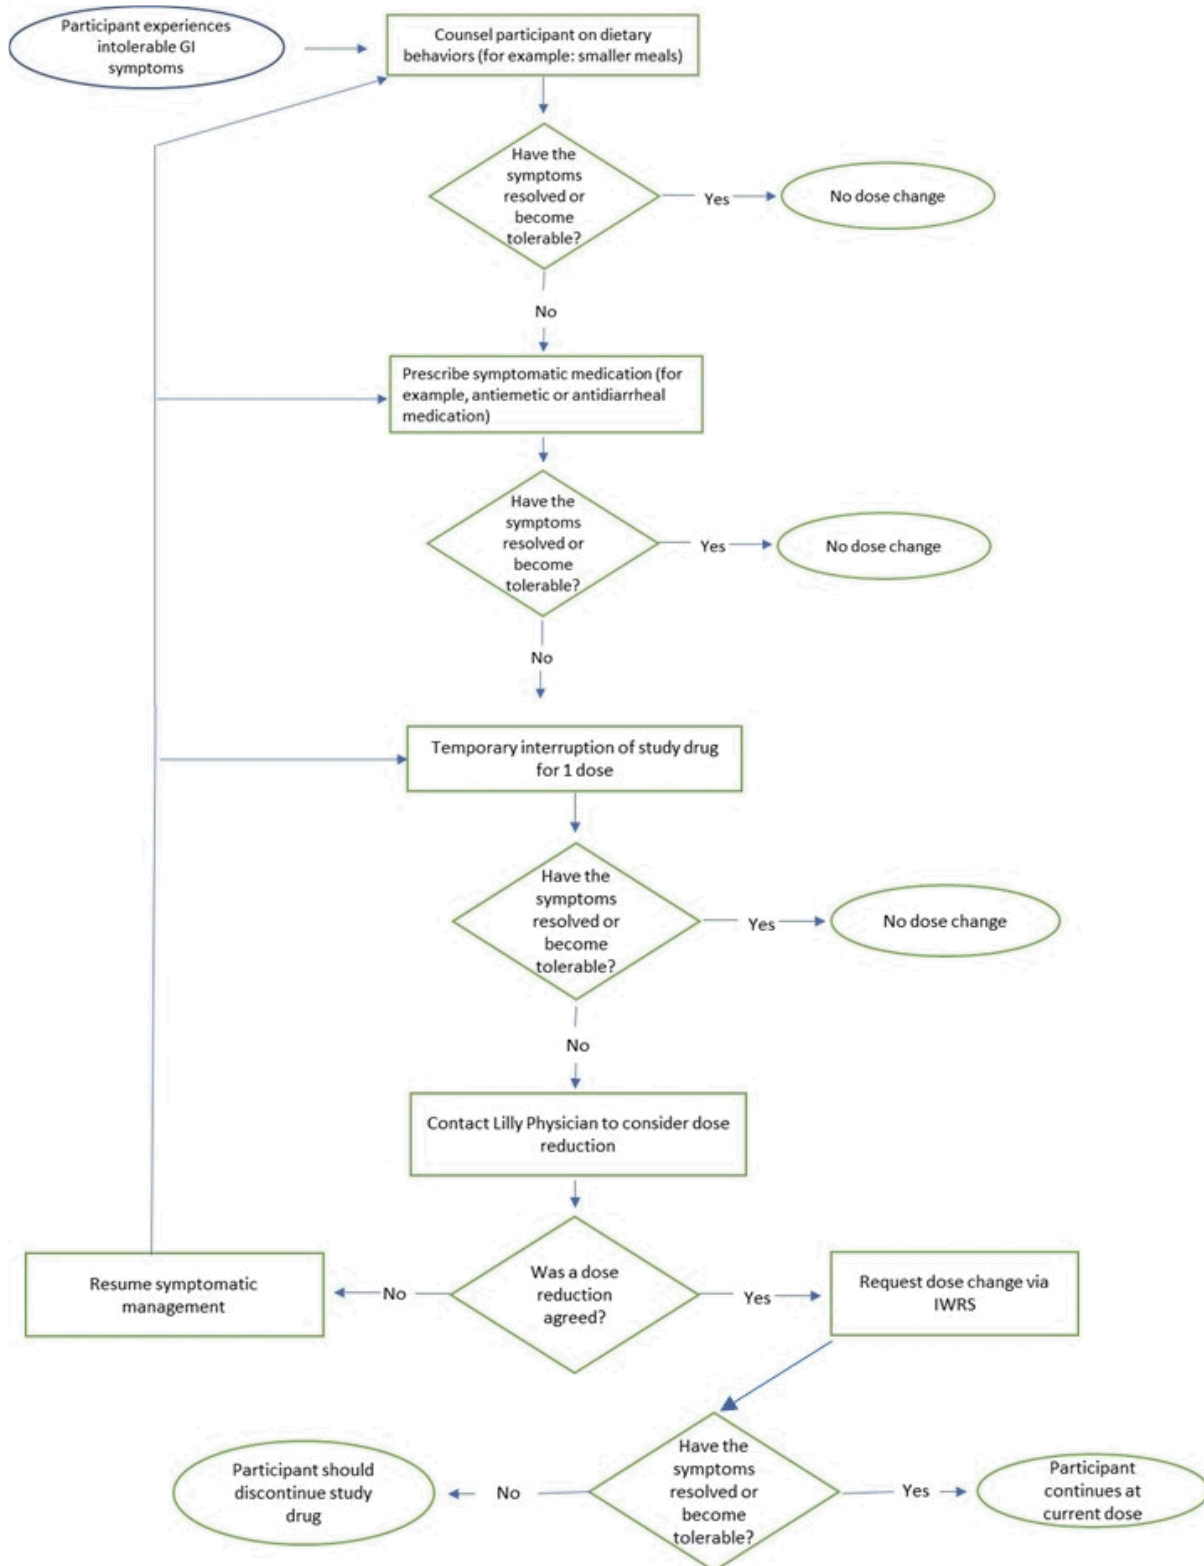 Participant experiences
intolerable GI
symptoms
Counsel participant on dietary
behaviors (for example: smaller meals)
Have the
symptoms
resolved or
become
tolerable?
Yes
No dose change
No
Prescribe symptomatic medication (for
example, antiemetic or antidiarrheal
medication)
Have the
symptoms
resolved or
become
tolerable?
Yes
No dose change
No
Temporary interruption of study drug
for 1 dose
Have the
symptoms
resolved or
become
tolerable?
Yes
No dose change
No
Contact Lilly Physician to consider dose
reduction
Was a dose
reduction
agreed?
No
Resume symptomatic
management
Yes
Request dose change via
IWRS
Have the
symptoms
resolved or
become
tolerable?
No
Participant should
discontinue study
drug
Yes
Participant
continues at
current dose